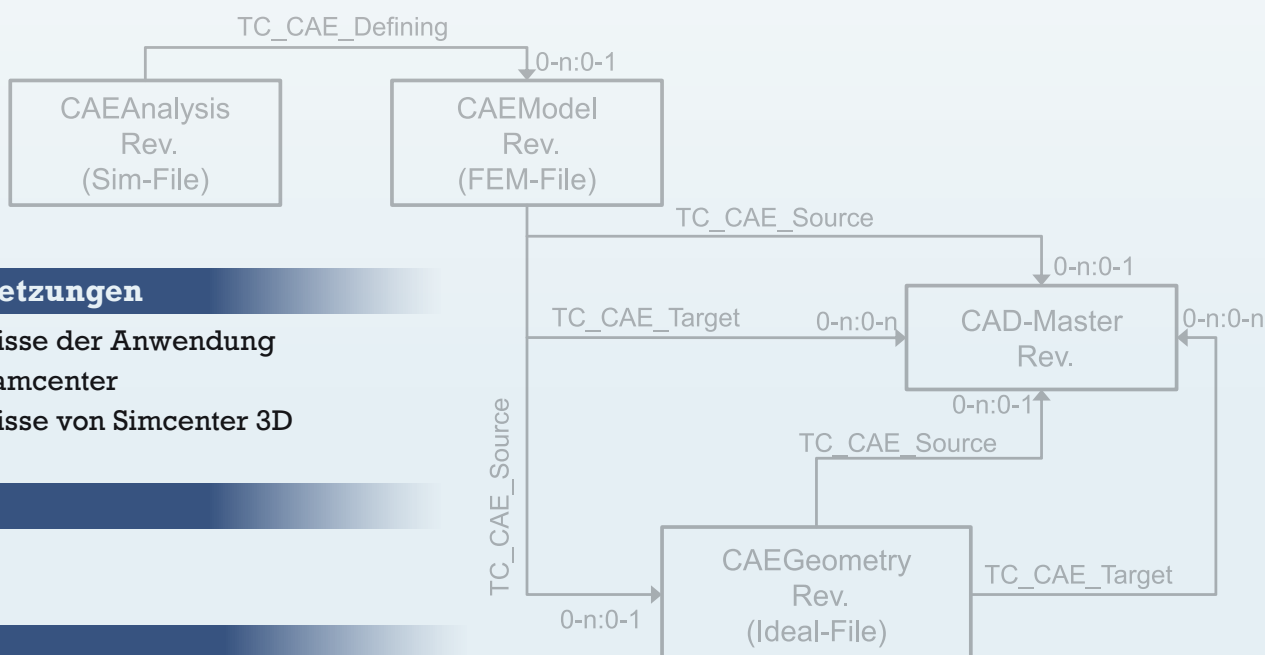 TC_CAE_Defining
0-n:0-1
CAEAnalysis
Rev.
(Sim-File)
CAEModel
Rev.
(FEM-File)
TC_CAE_Source
0-n:0-1
etzungen
isse der Anwendung
amcenter
isse von Simcenter 3D
TC_CAE_Target
0-n:0-n
CAD-Master
Rev.
0-n:0-n
0-n:0-1
TC_CAE_Source
TC_CAE_Source
CAEGeometry
Rev.
(Ideal-File)
TC_CAE_Target
0-n:0-1